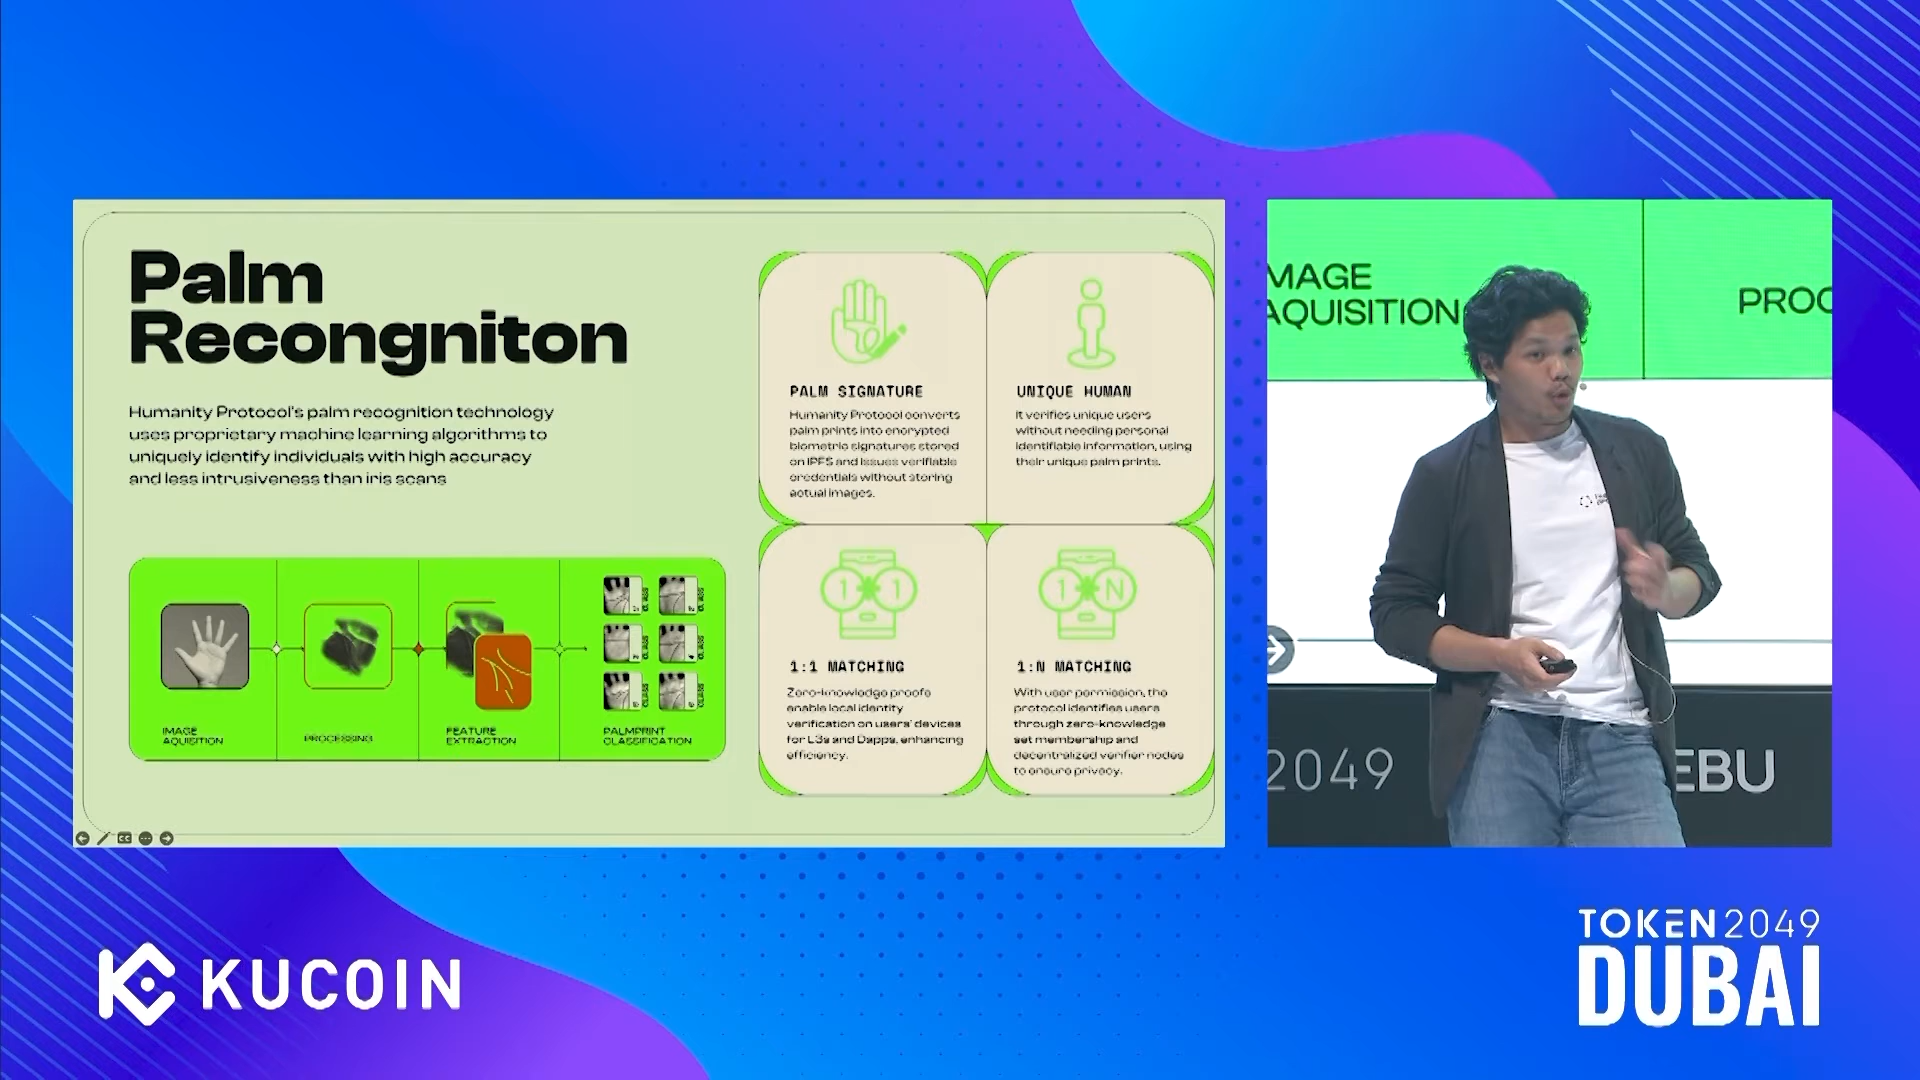 Palm
Recongniton
Humanity Protocol's palm recognition technology
uses proprietary machine learning algorithms to
uniquely identify individuals with high accuracy
and less intrusiveness than iris scans
IMAGE
AQUISITION
PROCESSING
FEATURE
EXTRACTION
PALMPRINT
CLASSIFICATION
PALM SIGNATURE
Humanity Protocol converts
palm prints into encrypted
biometric signatures stored
on IPFS and issues verifiable
credentials without storing
actual images.
UNIQUE HUMAN
It verifies unique users
without needing personal
identifiable information, using
their unique palm prints.
1 1
1:1 MATCHING
Zero-knowledge proofs
enable local identity
verification on users' devices
for L3s and Dapps, enhancing
efficiency.
1 N
1:N MATCHING
With user permission, the
protocol identifies users
through zero-knowledge
set membership and
decentralized verifier nodes
to ensure privacy.
CC
MAGE
AQUISITION
PROC
2049
EBU
KUCOIN
TOKEN2049
DUBAI